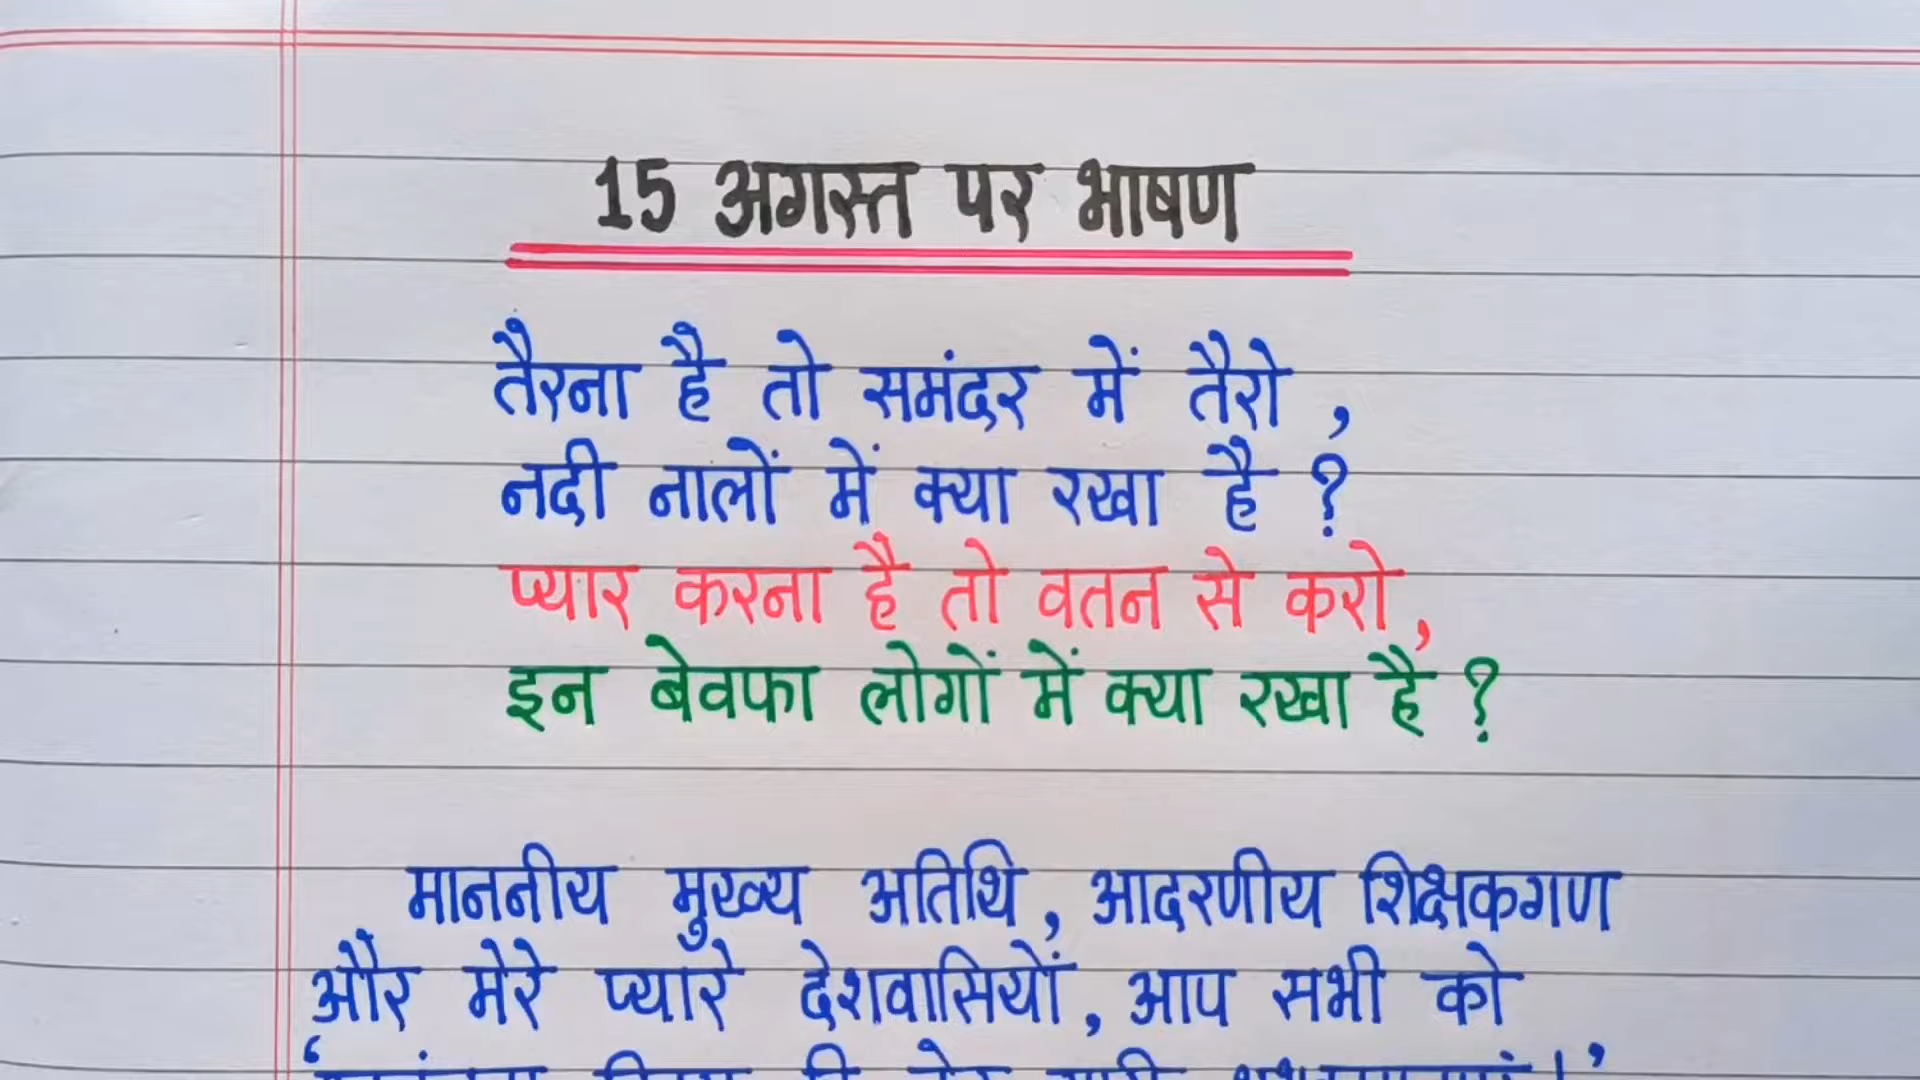 15 अगस्त पर भाषण
तैरना है तो समंदर में तैरो ,
नदी नालों में क्या रखा है ?
प्यार करना है तो वतन से करो,
इन बेवफा लोगों में क्या रखा है ?
माननीय मुख्य अतिथि, आदरणीय शिक्षकगण
और मेरे प्यारे देशवासियों, आप सभी को